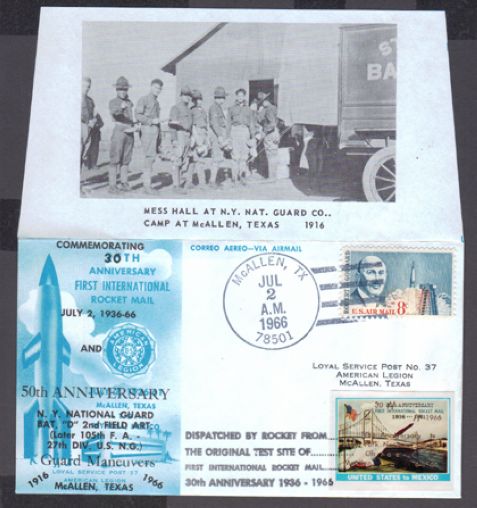 ST
BA
MESS HALL AT N.Y. NAT. GUARD CO..
CAMP AT McALLEN, TEXAS 1916
COMMEMORATING
30TH
ANNIVERSARY
FIRST INTERNATIONAL
ROCKET MAIL
JULY 2, 1936-66
AND
AMERICAN
LEGION
50th ANNIVERSARY
McALLEN, TEXAS
N. Y. NATIONAL GUARD
BAT, "D" 2nd FIELD ART.
(Later 105th F. A. -
27th DIV. U.S. N.G.)
Guard Maneuvers
LOYAL SERVICE POST 37
AMERICAN LEGION
1916 McALLEN, TEXAS 1966
CORREO AEREO—VIA AIRMAIL
McALLEN, TX
JUL
2
A.M.
1966
78501
ROBERT H. GODDARD
U.S. AIR MAIL 8c
LOYAL SERVICE POST NO. 37
AMERICAN LEGION
McALLEN, TEXAS
DISPATCHED BY ROCKET FROM
THE ORIGINAL TEST SITE OF
FIRST INTERNATIONAL ROCKET MAIL
30th ANNIVERSARY 1936 - 1966
30th ANNIVERSARY
FIRST INTERNATIONAL ROCKET MAIL
1936 1966
UNITED STATES to MEXICO